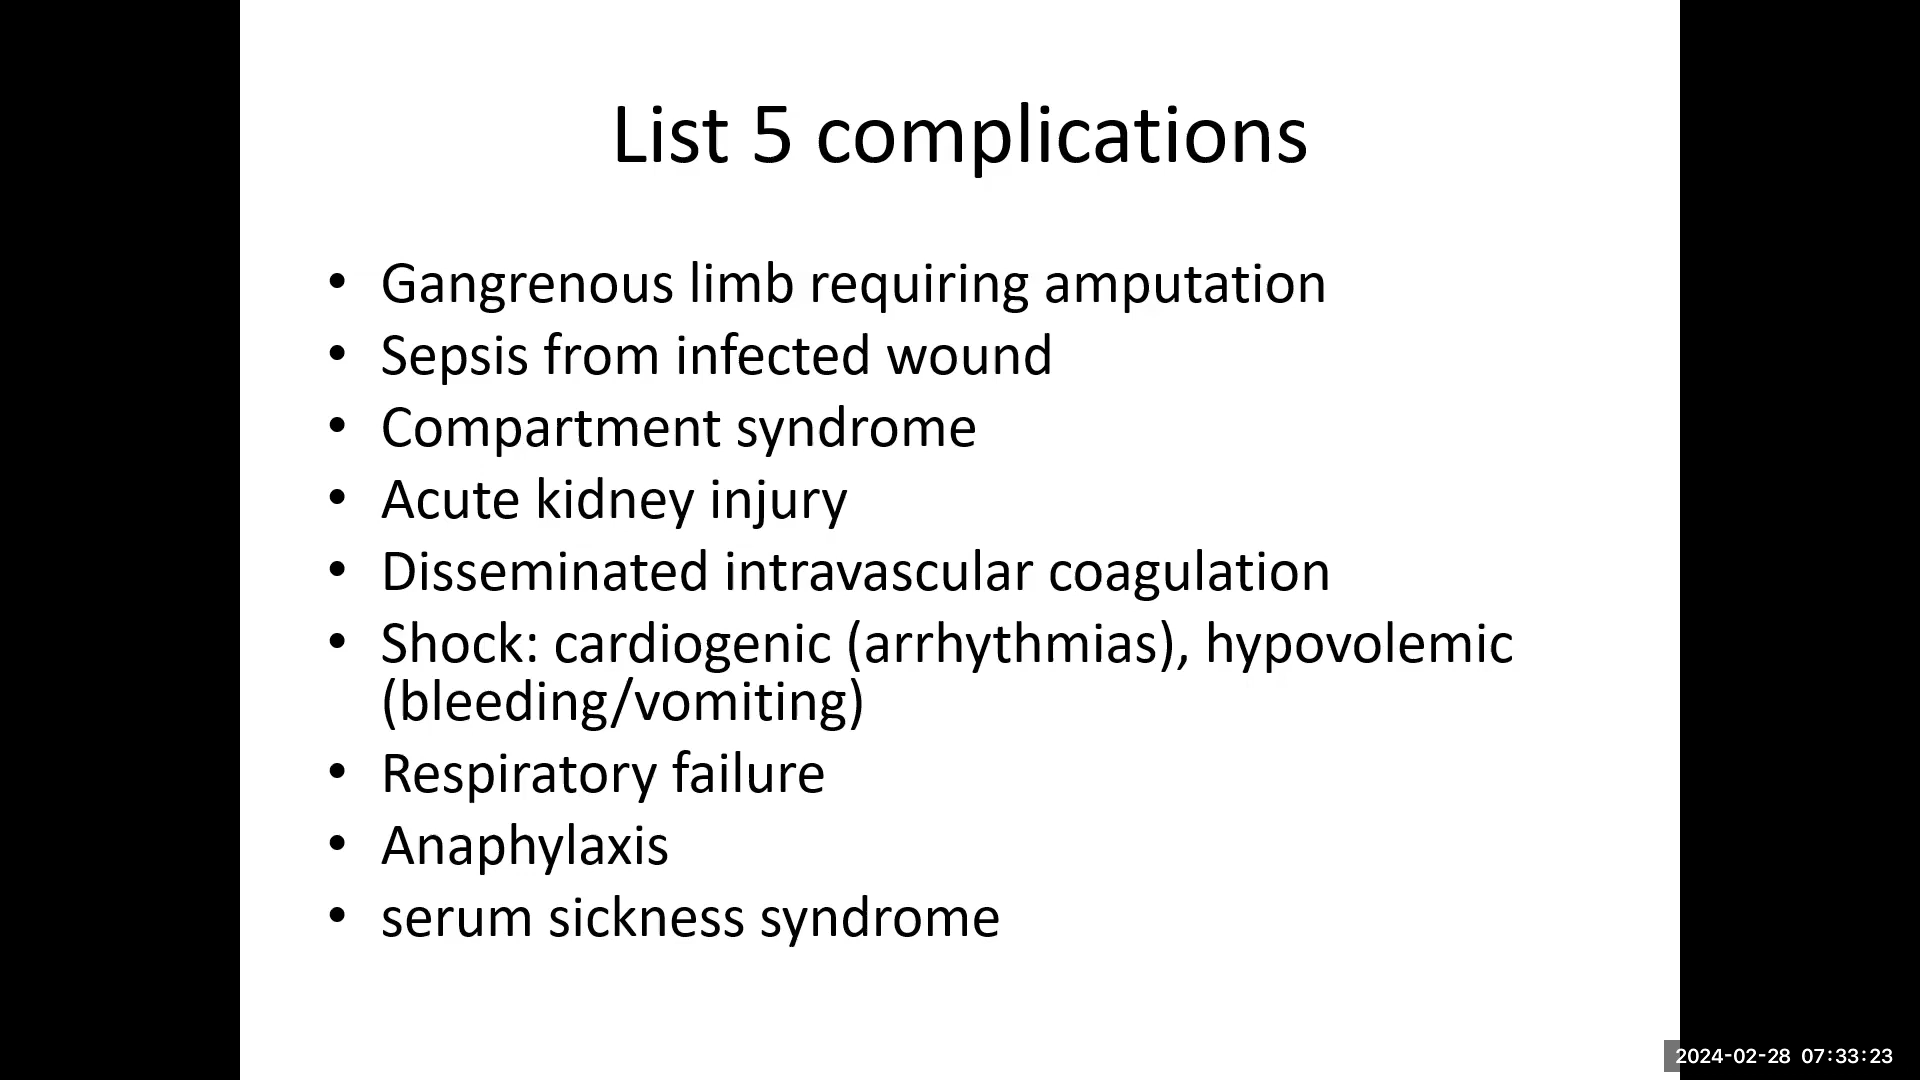 List 5 complications
• Gangrenous limb requiring amputation
• Sepsis from infected wound
• Compartment syndrome
• Acute kidney injury
• Disseminated intravascular coagulation
• Shock: cardiogenic (arrhythmias), hypovolemic
(bleeding/vomiting)
• Respiratory failure
• Anaphylaxis
• serum sickness syndrome
2024-02-28 07:33:23